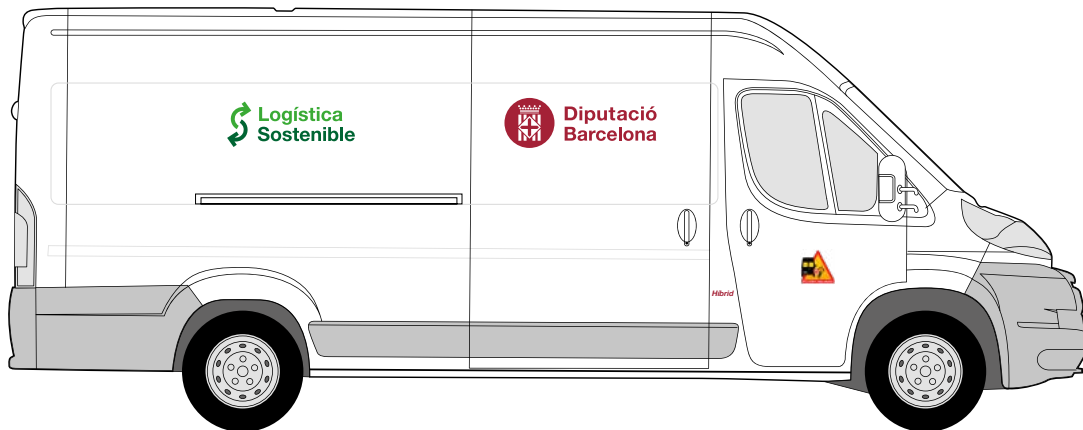 Logística
Sostenible
Diputació
Barcelona
Híbrid